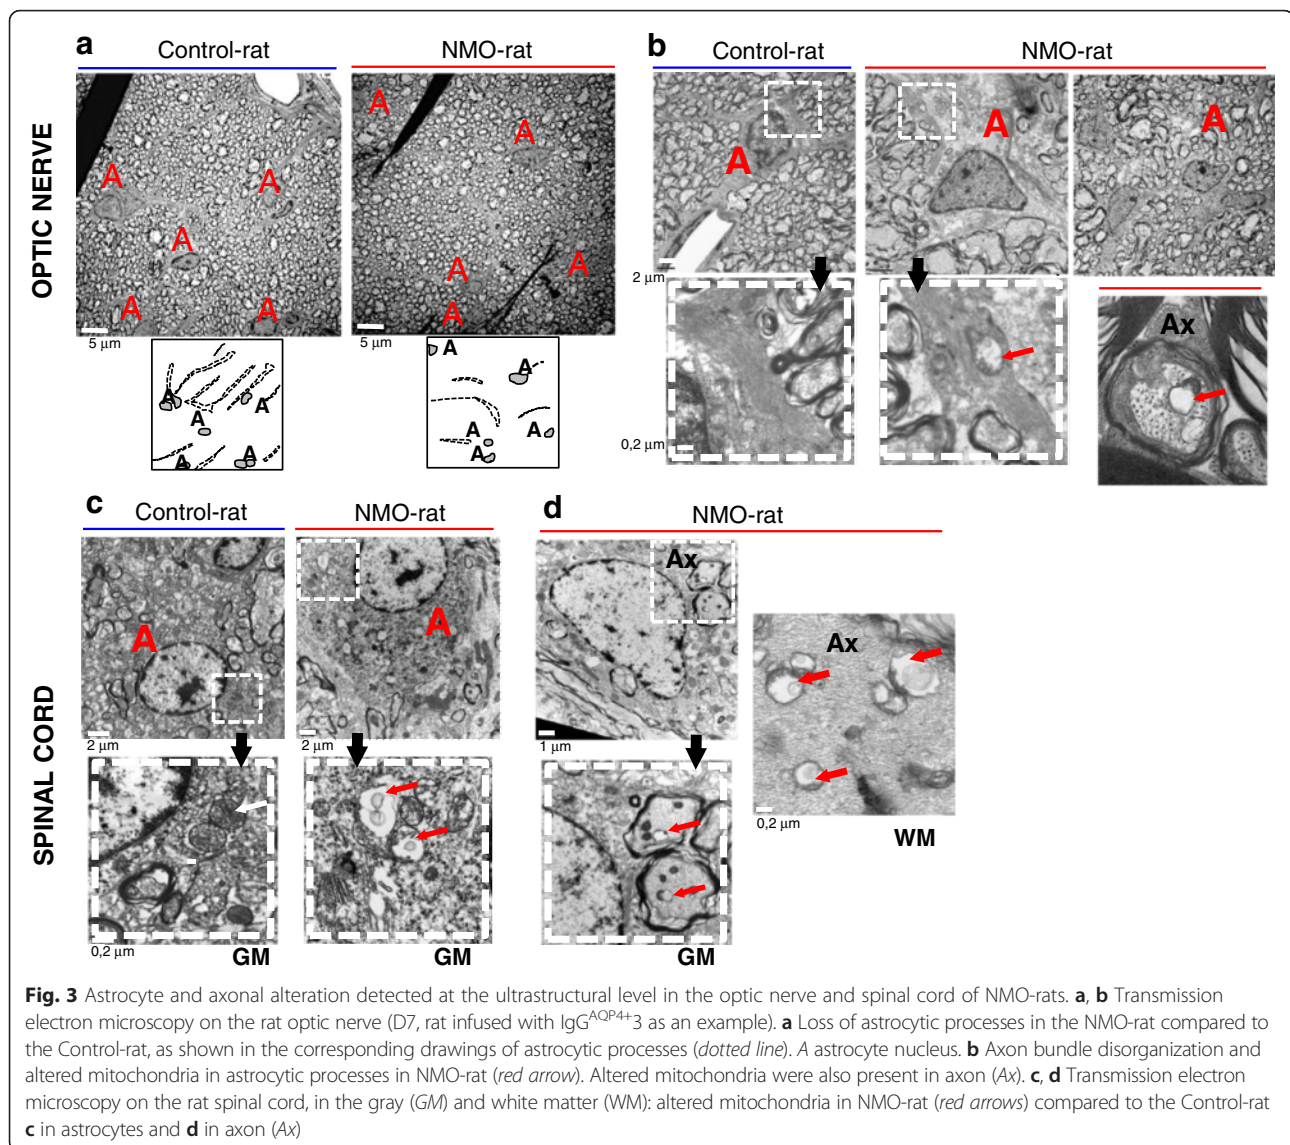 a
Control-rat
NMO-rat
b
Control-rat
NMO-rat
OPTIC NERVE
A
A
A
A
A
A
A
A
A
A
5 µm
5 µm
A
A
A
A
A
A
A
A
A
A
A
A
A
2 µm
0,2 µm
Ax
c
Control-rat
NMO-rat
d
NMO-rat
SPINAL CORD
A
A
Ax
Ax
2 µm
2 µm
1 µm
0,2 µm
WM
0,2 µm
GM
GM
GM
Fig. 3 Astrocyte and axonal alteration detected at the ultrastructural level in the optic nerve and spinal cord of NMO-rats. a, b Transmission
electron microscopy on the rat optic nerve (D7, rat infused with IgG^AQP4+3 as an example). a Loss of astrocytic processes in the NMO-rat compared to
the Control-rat, as shown in the corresponding drawings of astrocytic processes (dotted line). A astrocyte nucleus. b Axon bundle disorganization and
altered mitochondria in astrocytic processes in NMO-rat (red arrow). Altered mitochondria were also present in axon (Ax). c, d Transmission electron
microscopy on the rat spinal cord, in the gray (GM) and white matter (WM): altered mitochondria in NMO-rat (red arrows) compared to the Control-rat
c in astrocytes and d in axon (Ax)